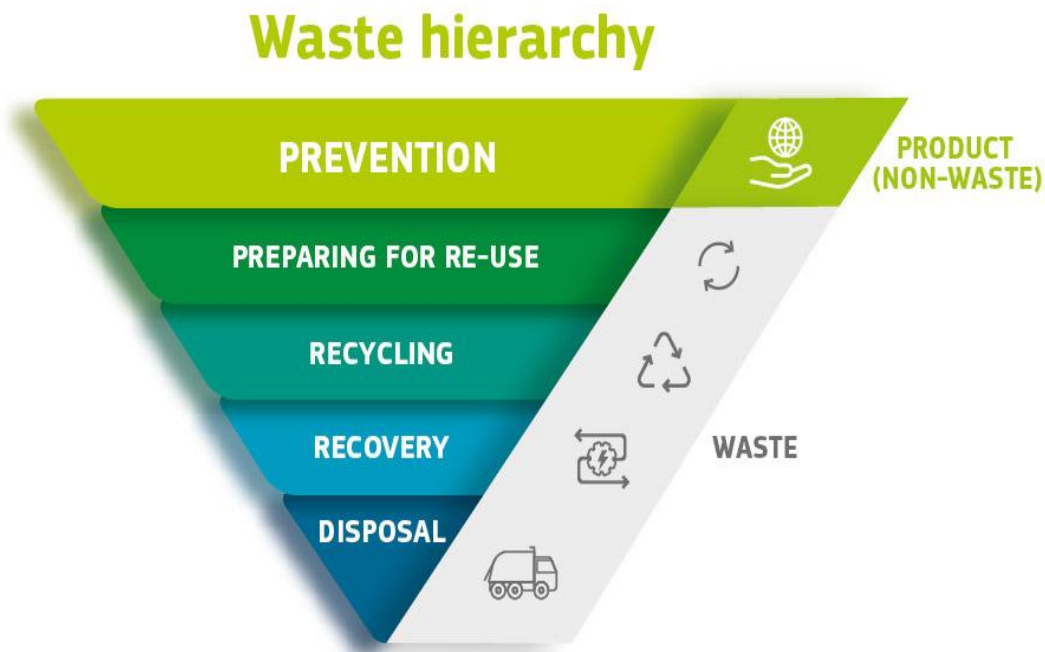 Waste hierarchy
PREVENTION
PRODUCT
(NON-WASTE)
PREPARING FOR RE-USE
RECYCLING
RECOVERY
WASTE
DISPOSAL